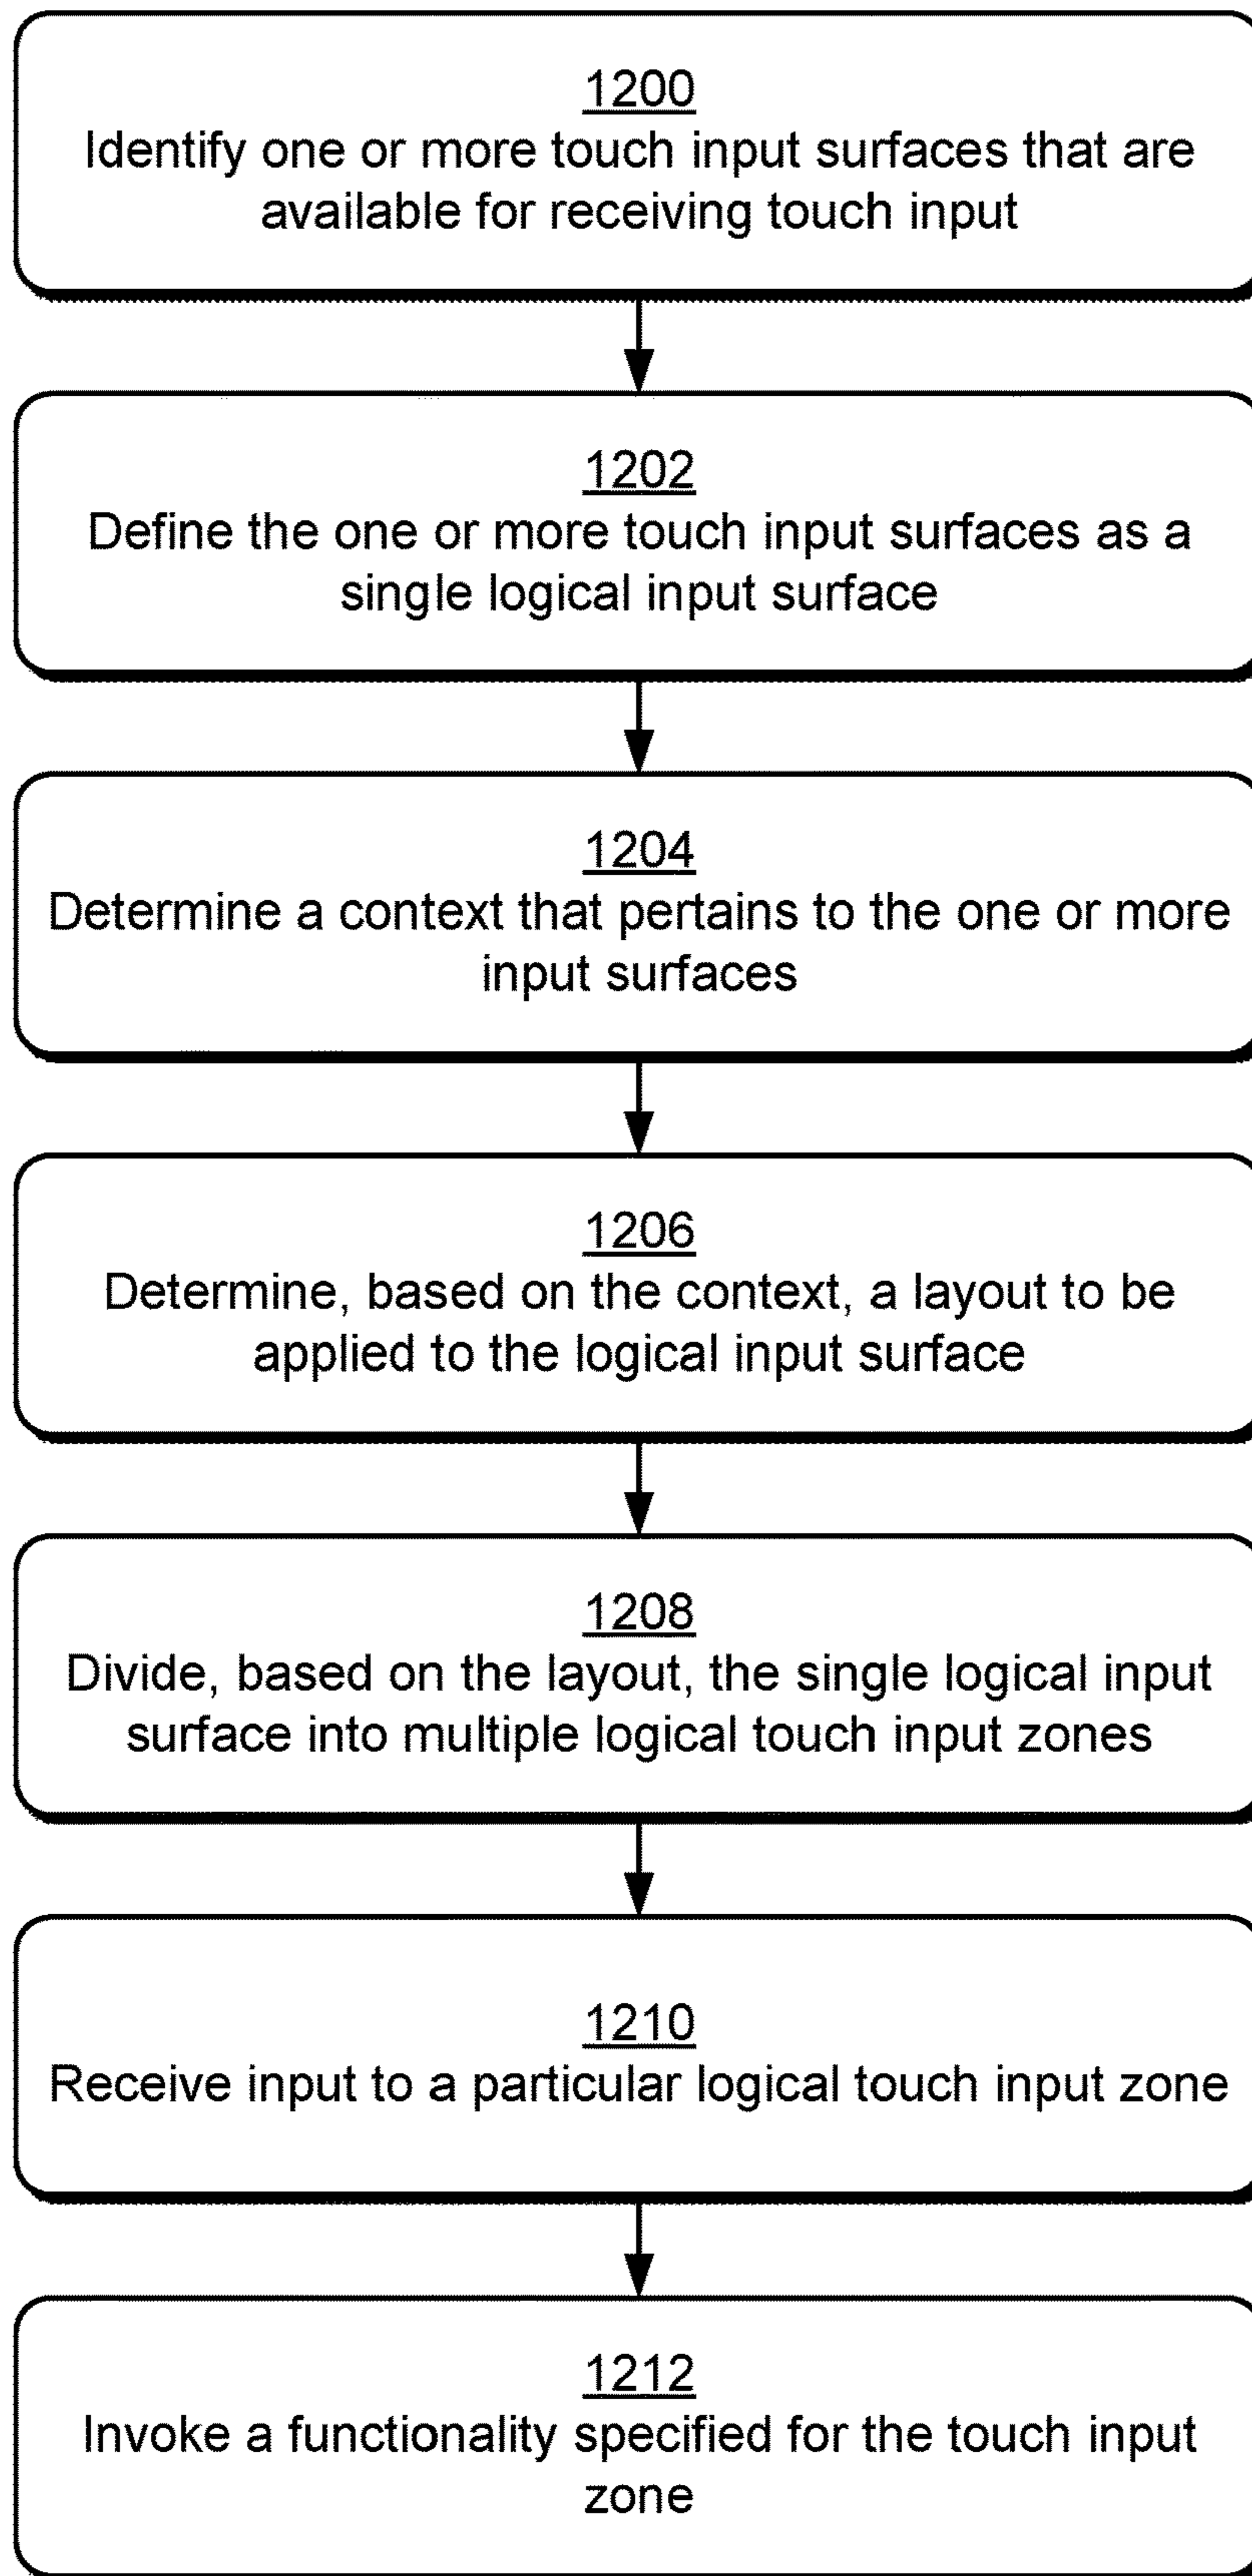 1200
Identify one or more touch input surfaces that are
available for receiving touch input
1202
Define the one or more touch input surfaces as a
single logical input surface
1204
Determine a context that pertains to the one or more
input surfaces
1206
Determine, based on the context, a layout to be
applied to the logical input surface
1208
Divide, based on the layout, the single logical input
surface into multiple logical touch input zones
1210
Receive input to a particular logical touch input zone
1212
Invoke a functionality specified for the touch input
zone